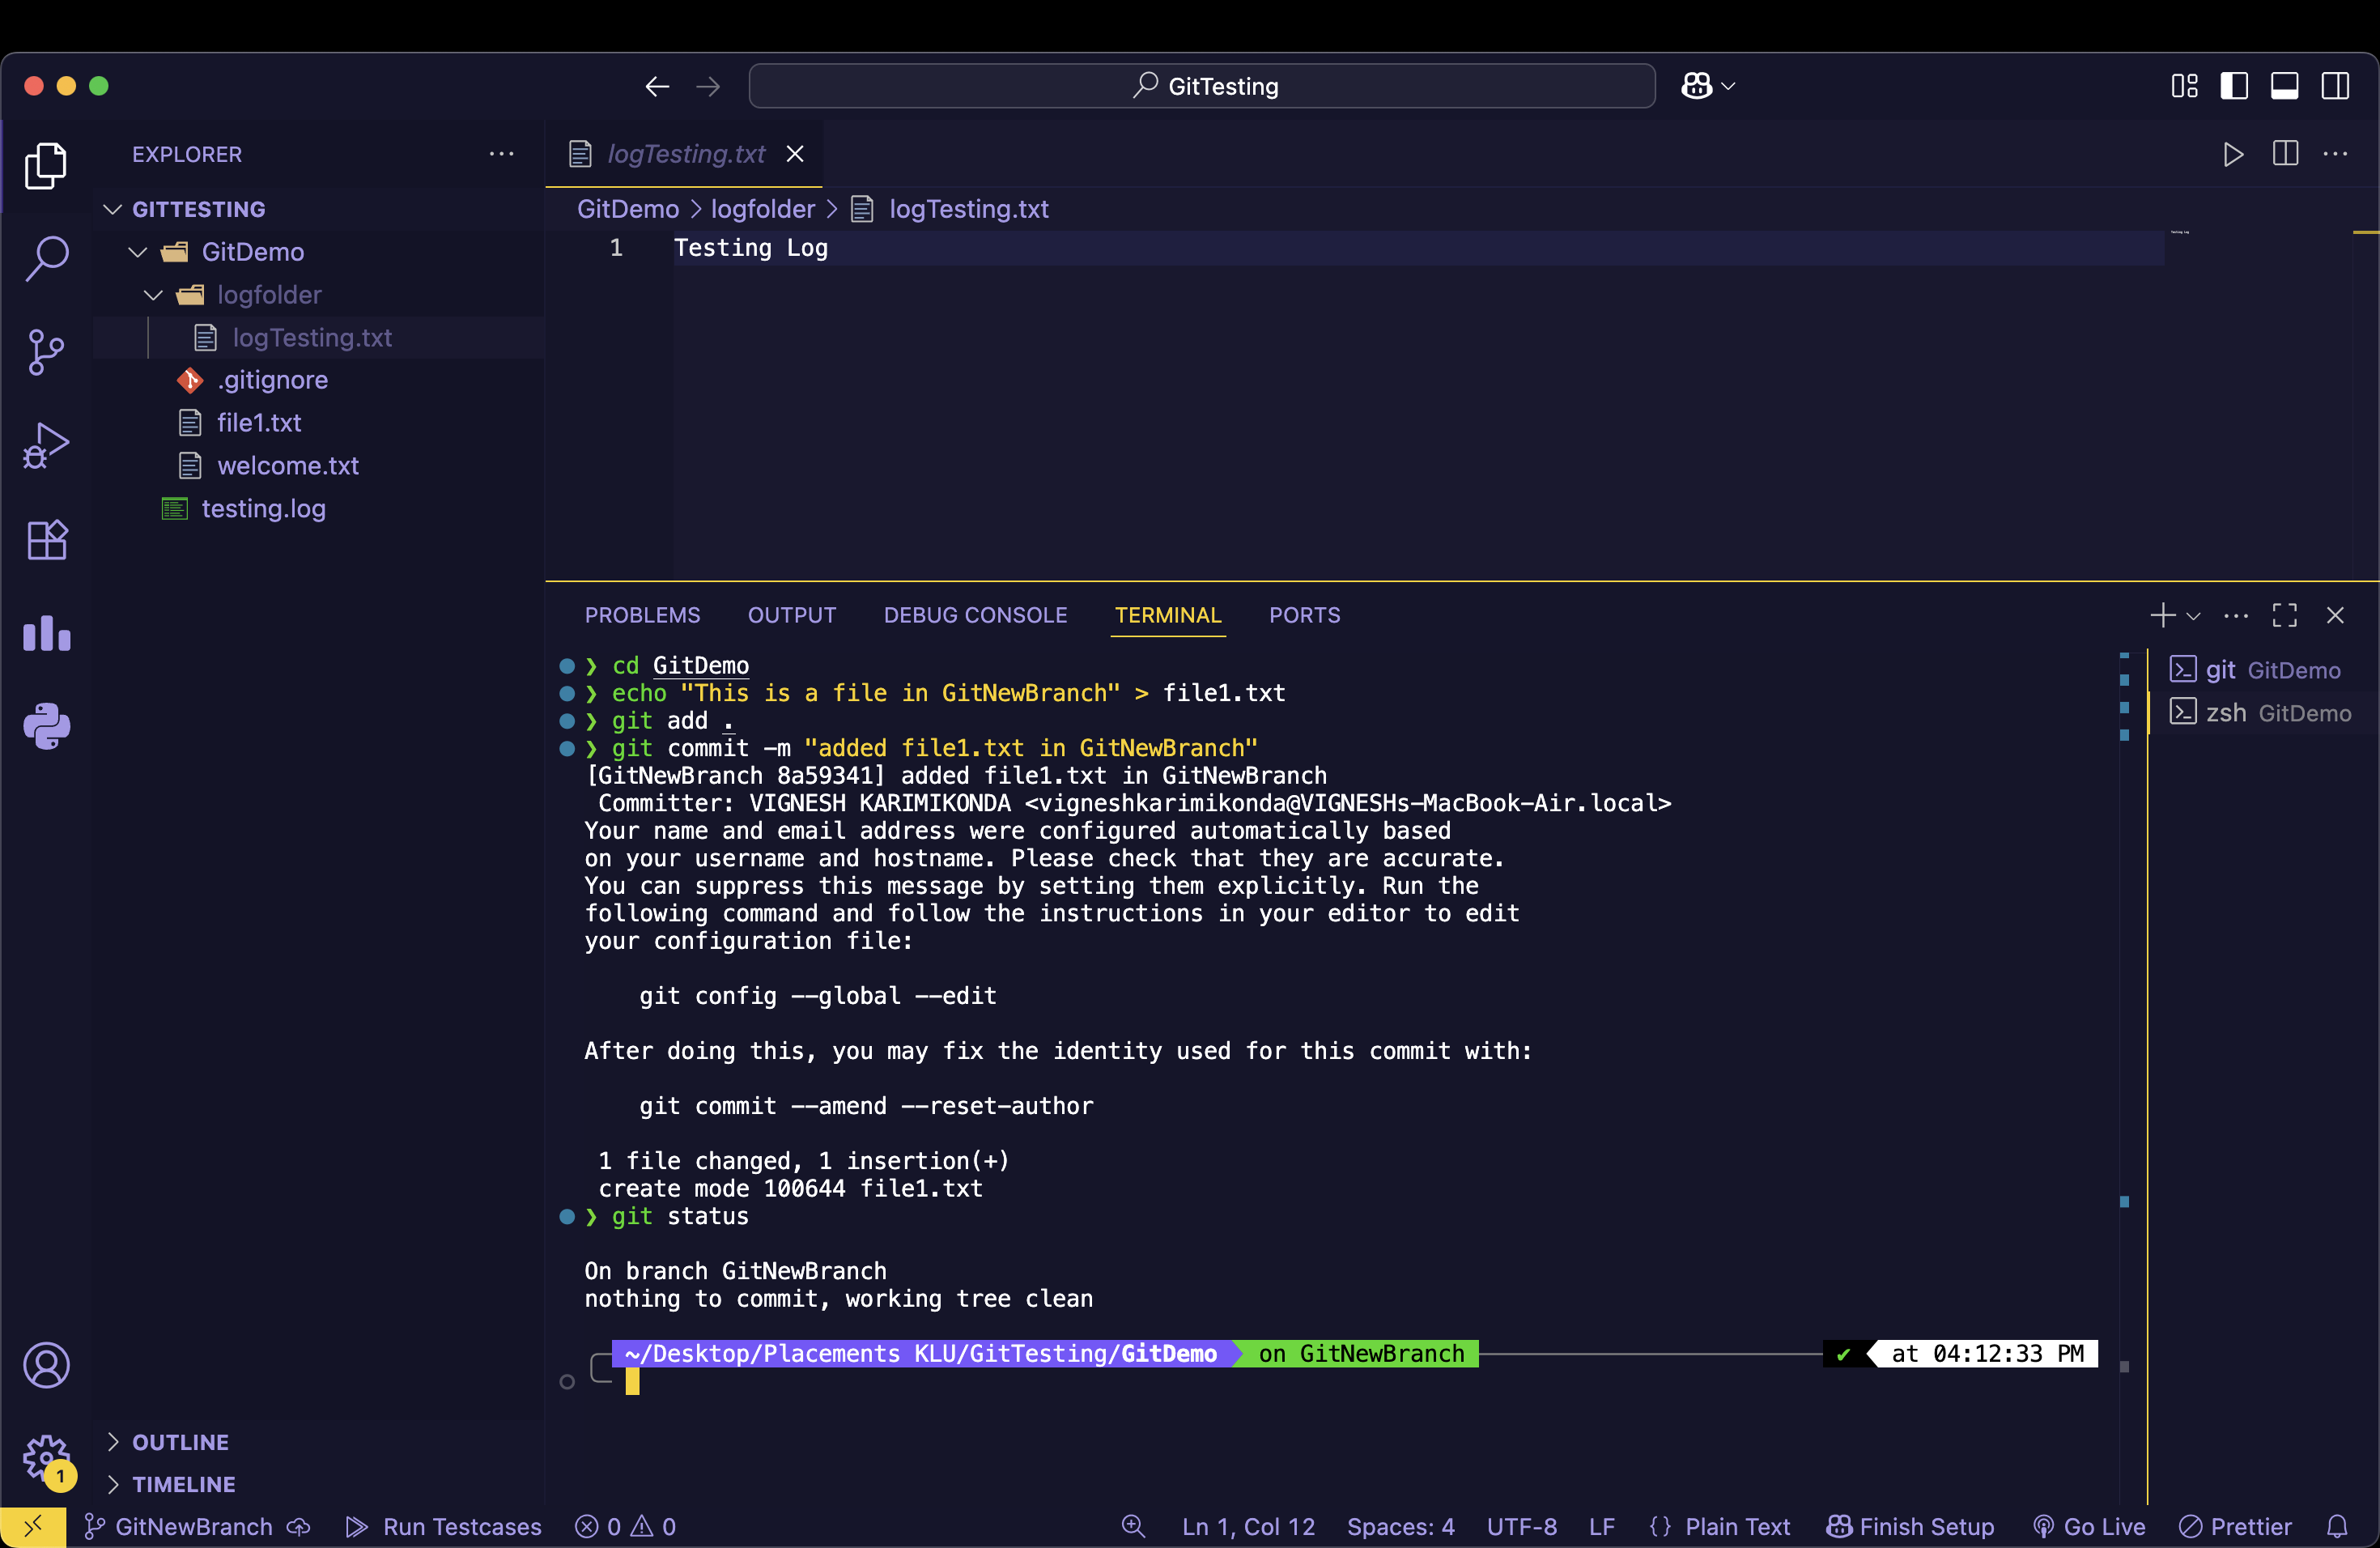 GitTesting
EXPLORER
GITTESTING
GitDemo
logfolder
logTesting.txt
.gitignore
file1.txt
welcome.txt
testing.log
OUTLINE
TIMELINE
logTesting.txt
GitDemo > logfolder > logTesting.txt
1 Testing Log
Testing Log
PROBLEMS OUTPUT DEBUG CONSOLE TERMINAL PORTS
❯ cd GitDemo
❯ echo "This is a file in GitNewBranch" > file1.txt
❯ git add .
❯ git commit -m "added file1.txt in GitNewBranch"
[GitNewBranch 8a59341] added file1.txt in GitNewBranch
Committer: VIGNESH KARIMIKONDA <vigneshkarimikonda@VIGNESHs-MacBook-Air.local>
Your name and email address were configured automatically based
on your username and hostname. Please check that they are accurate.
You can suppress this message by setting them explicitly. Run the
following command and follow the instructions in your editor to edit
your configuration file:
git config --global --edit
After doing this, you may fix the identity used for this commit with:
git commit --amend --reset-author
1 file changed, 1 insertion(+)
create mode 100644 file1.txt
❯ git status
On branch GitNewBranch
nothing to commit, working tree clean
~/Desktop/Placements KLU/GitTesting/GitDemo on GitNewBranch ✔ at 04:12:33 PM
git GitDemo
zsh GitDemo
1
GitNewBranch Run Testcases 0 0 Ln 1, Col 12 Spaces: 4 UTF-8 LF {} Plain Text Finish Setup Go Live Prettier